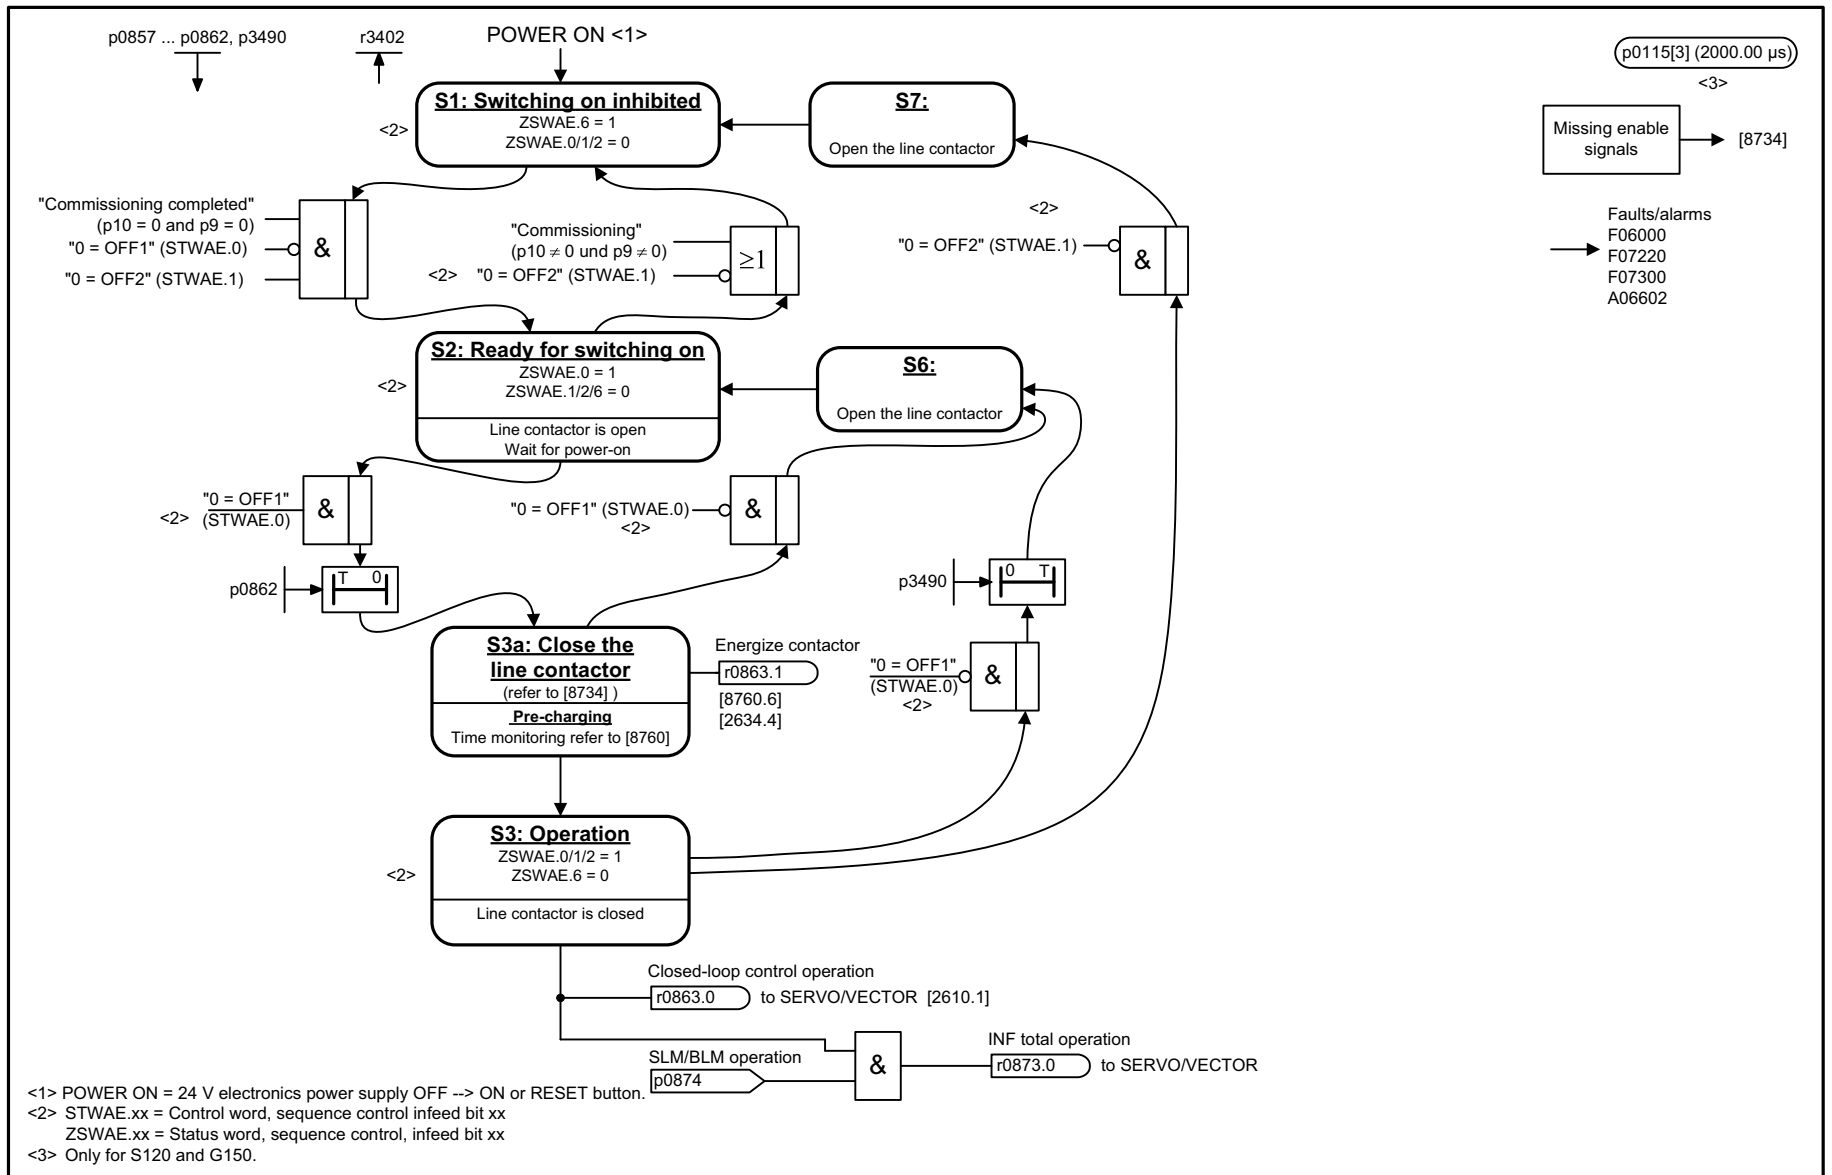 p0857 ... p0862, p3490
r3402
POWER ON <1>
p0115[3] (2000.00 µs)
<3>
S1: Switching on inhibited
ZSWAE.6 = 1
ZSWAE.0/1/2 = 0
<2>
S7:
Open the line contactor
Missing enable
signals
[8734]
"Commissioning completed"
(p10 = 0 and p9 = 0)
"0 = OFF1" (STWAE.0)
"0 = OFF2" (STWAE.1)
&
"Commissioning"
(p10 ≠ 0 und p9 ≠ 0)
<2> "0 = OFF2" (STWAE.1)
≥1
<2>
"0 = OFF2" (STWAE.1)
&
Faults/alarms
F06000
F07220
F07300
A06602
S2: Ready for switching on
ZSWAE.0 = 1
ZSWAE.1/2/6 = 0
<2>
Line contactor is open
Wait for power-on
S6:
Open the line contactor
"0 = OFF1"
<2> (STWAE.0)
&
"0 = OFF1" (STWAE.0)
<2>
&
p0862
T 0
p3490
0 T
S3a: Close the
line contactor
(refer to [8734] )
Pre-charging
Time monitoring refer to [8760]
Energize contactor
r0863.1
[8760.6]
[2634.4]
"0 = OFF1"
(STWAE.0)
<2>
&
S3: Operation
ZSWAE.0/1/2 = 1
ZSWAE.6 = 0
<2>
Line contactor is closed
Closed-loop control operation
r0863.0 to SERVO/VECTOR [2610.1]
SLM/BLM operation
p0874
&
INF total operation
r0873.0 to SERVO/VECTOR
<1> POWER ON = 24 V electronics power supply OFF --> ON or RESET button.
<2> STWAE.xx = Control word, sequence control infeed bit xx
ZSWAE.xx = Status word, sequence control, infeed bit xx
<3> Only for S120 and G150.